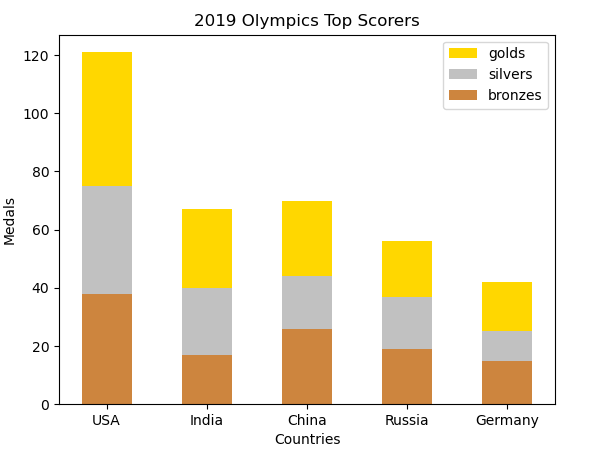 2019 Olympics Top Scorers
golds
silvers
bronzes
120
100
80
60
40
20
0
Medals
USA India China Russia Germany
Countries